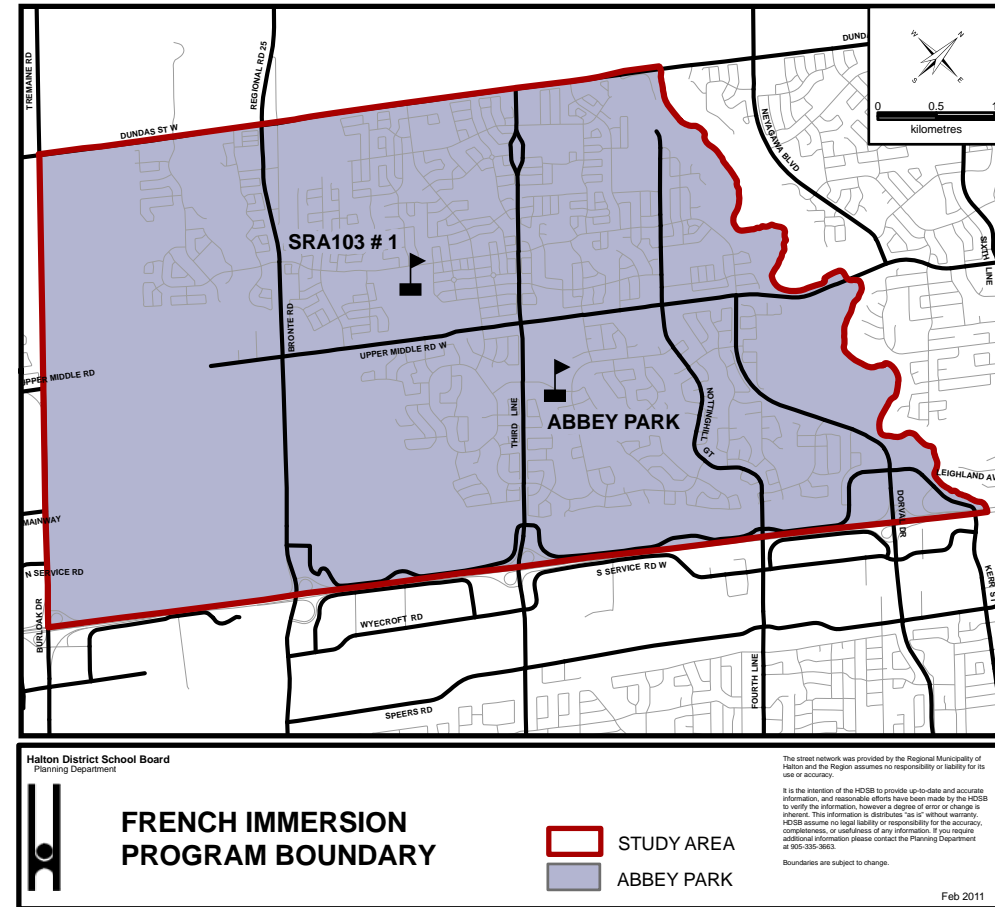 TREMAINE RD
REGIONAL RD 25
DUNDAS ST W
NEYAGAWA BLVD
W N
S E
0 0.5 1
kilometres
SIXTH LINE
SRA103 # 1
BRONTE RD
UPPER MIDDLE RD W
UPPER MIDDLE RD
THIRD LINE
ABBEY PARK
NOTTINGHILL GT
MAINWAY
N SERVICE RD
BURLOAK DR
DORVAL DR
KERR ST
S SERVICE RD W
WYECROFT RD
FOURTH LINE
SPEERS RD
Halton District School Board
Planning Department
FRENCH IMMERSION
PROGRAM BOUNDARY
STUDY AREA
ABBEY PARK
The street network was provided by the Regional Municipality of
Halton and the Region assumes no responsibility or liability for its
use or accuracy.
It is the intention of the HDSB to provide up-to-date and accurate
information, and reasonable efforts have been made by the HDSB
to verify the information, however a degree of error or change is
inherent. This information is distributes "as is" without warranty.
HDSB assume no legal liability or responsibility for the accuracy,
completeness, or usefulness of any information. If you require
additional information please contact the Planning Department
at 905-335-3663.
Boundaries are subject to change.
Feb 2011